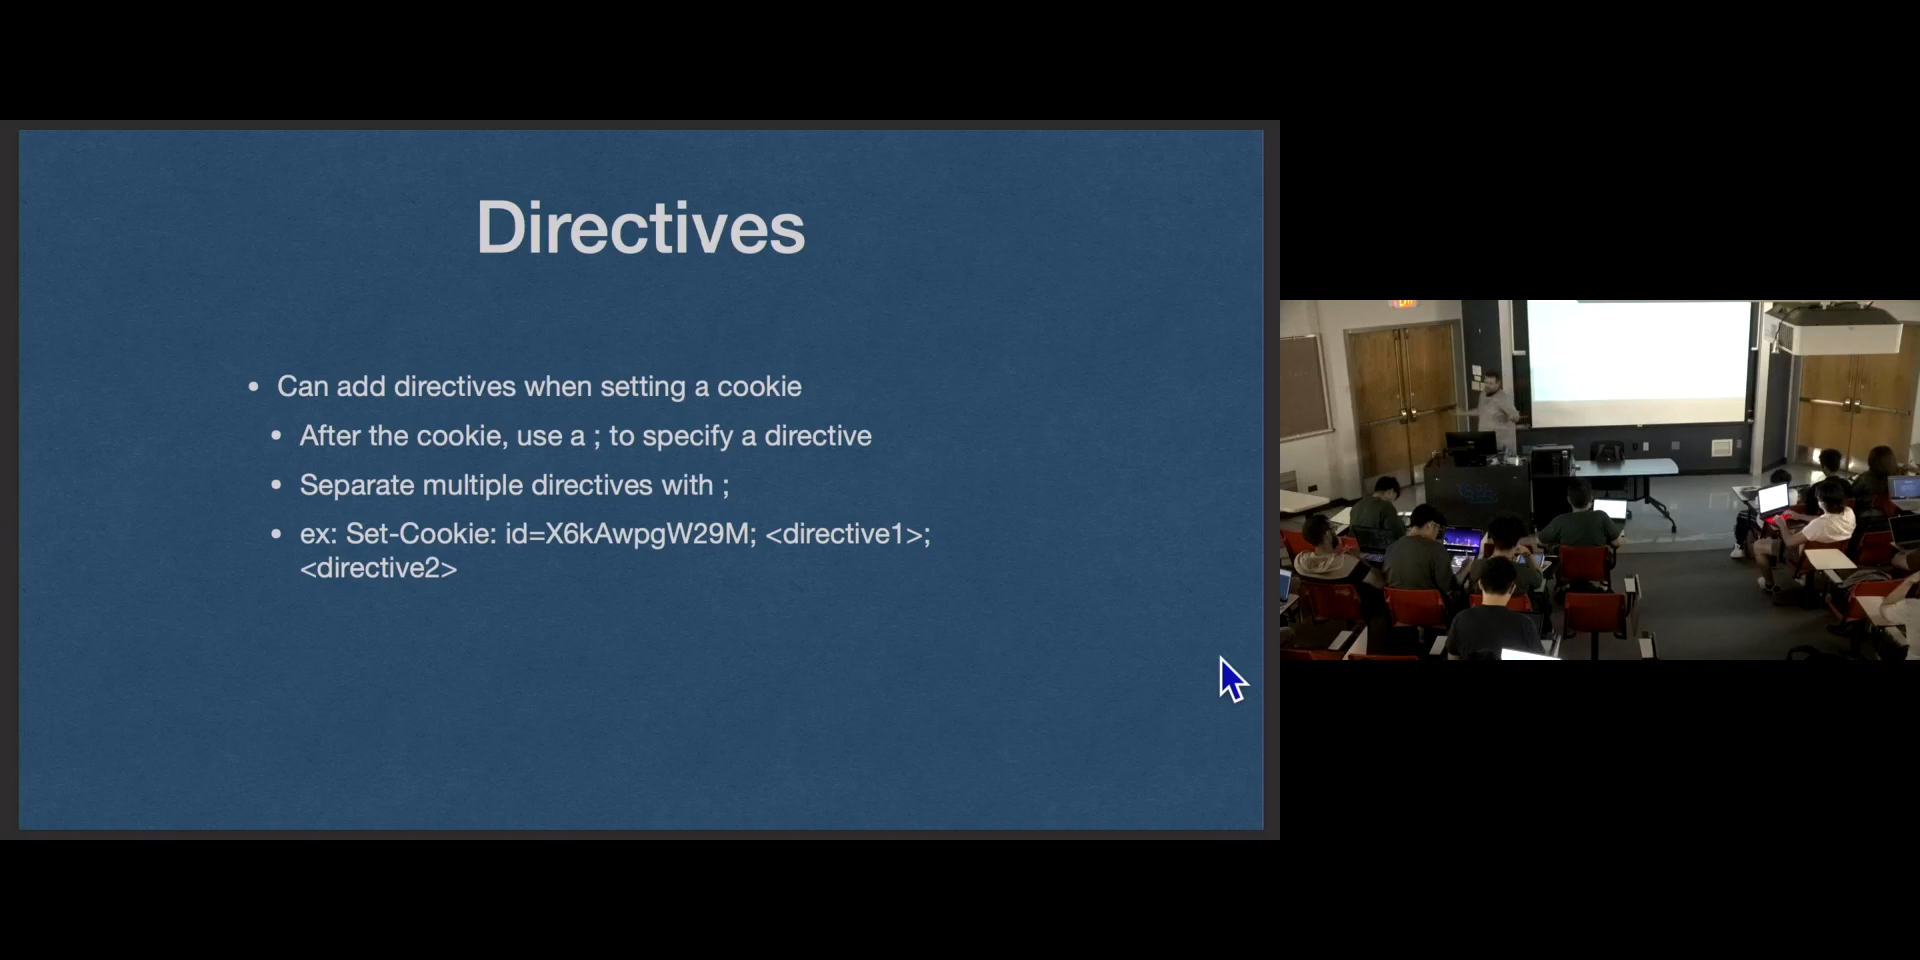 Directives
• Can add directives when setting a cookie
• After the cookie, use a ; to specify a directive
• Separate multiple directives with ;
• ex: Set-Cookie: id=X6kAwpgW29M; <directive1>;
<directive2>